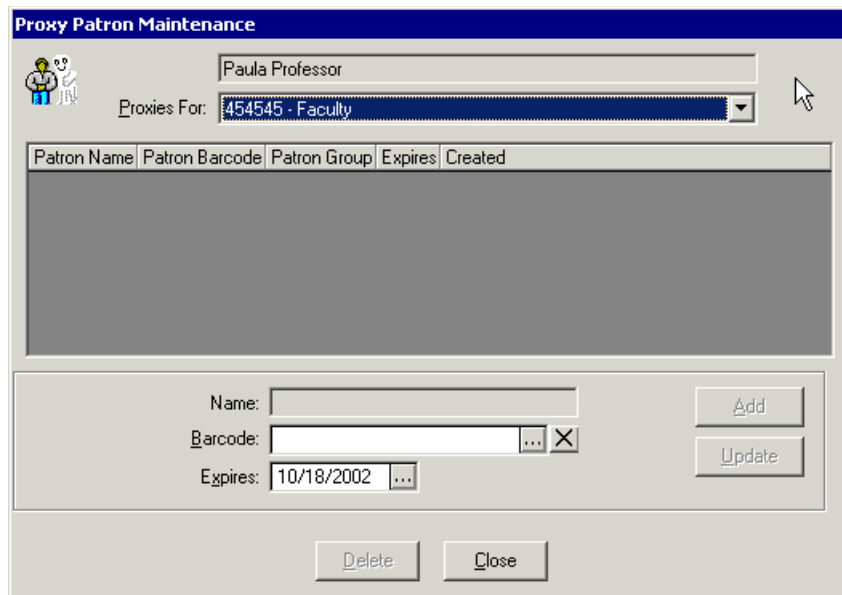 Proxy Patron Maintenance
Paula Professor
Proxies For: 454545 - Faculty
Patron Name Patron Barcode Patron Group Expires Created
Name:
Add
Barcode: ...
Update
Expires: 10/18/2002 ...
Delete Close